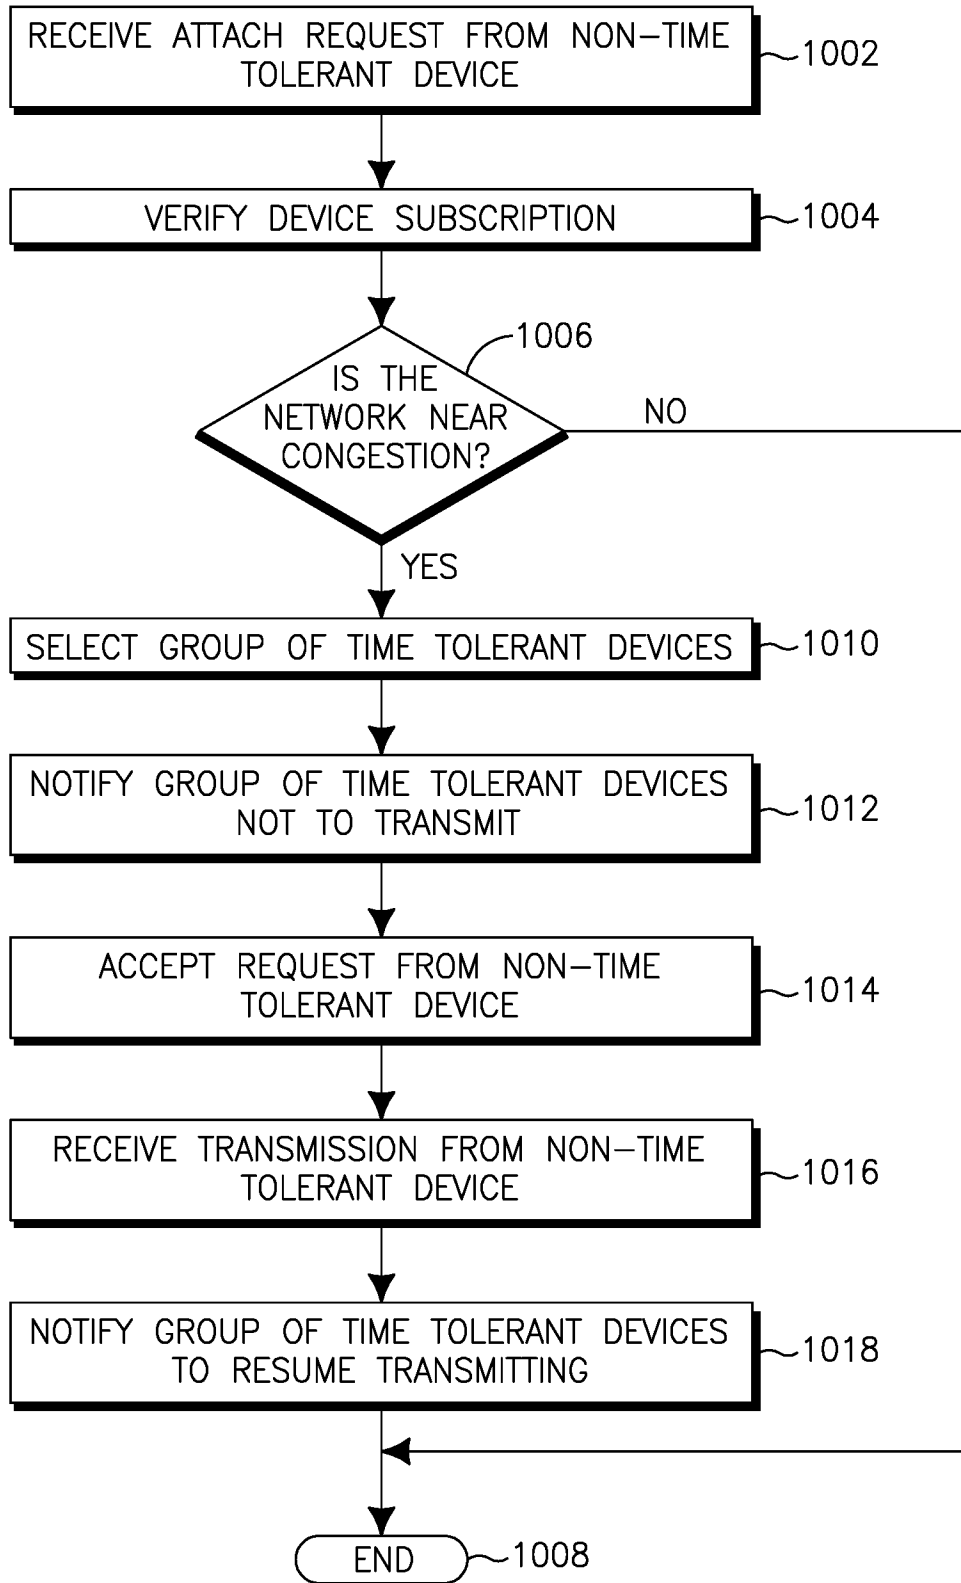 RECEIVE ATTACH REQUEST FROM NON-TIME
TOLERANT DEVICE
1002
VERIFY DEVICE SUBSCRIPTION
1004
1006
IS THE
NETWORK NEAR
CONGESTION?
NO
YES
SELECT GROUP OF TIME TOLERANT DEVICES
1010
NOTIFY GROUP OF TIME TOLERANT DEVICES
NOT TO TRANSMIT
1012
ACCEPT REQUEST FROM NON-TIME
TOLERANT DEVICE
1014
RECEIVE TRANSMISSION FROM NON-TIME
TOLERANT DEVICE
1016
NOTIFY GROUP OF TIME TOLERANT DEVICES
TO RESUME TRANSMITTING
1018
END
1008